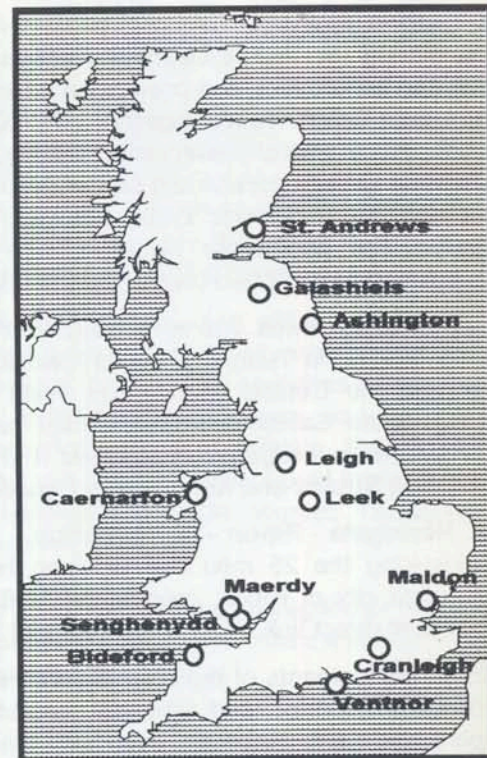 St. Andrews
Galashiels
Ashington
Leigh
Caernarfon
Leek
Maerdy
Maldon
Senghenydd
Bideford
Cranleigh
Ventnor